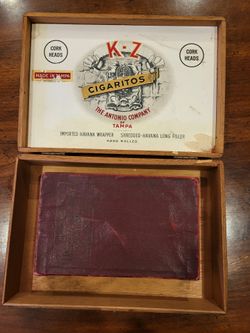 K-Z
CORK
HEADS
CORK
HEADS
MADE IN TAMPA
CIGARITOS
THE ANTONIO COMPANY
OF
TAMPA
IMPORTED-HAVANA WRAPPER SHREDDED-HAVANA LONG FILLER
HAND ROLLED